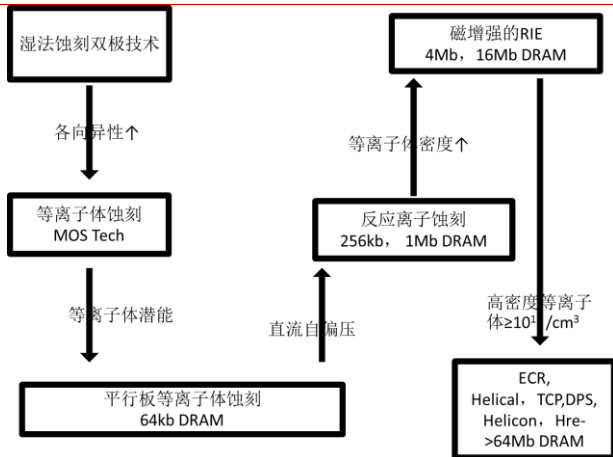 湿法蚀刻双极技术
各向异性↑
等离子体蚀刻
MOS Tech
等离子体潜能
平行板等离子体蚀刻
64kb DRAM
直流自偏压
反应离子蚀刻
256kb， 1Mb DRAM
等离子体密度↑
磁增强的RIE
4Mb，16Mb DRAM
高密度等离子
体≥10¹ /cm³
ECR,
Helical，TCP,DPS,
Helicon，Hre-
>64Mb DRAM